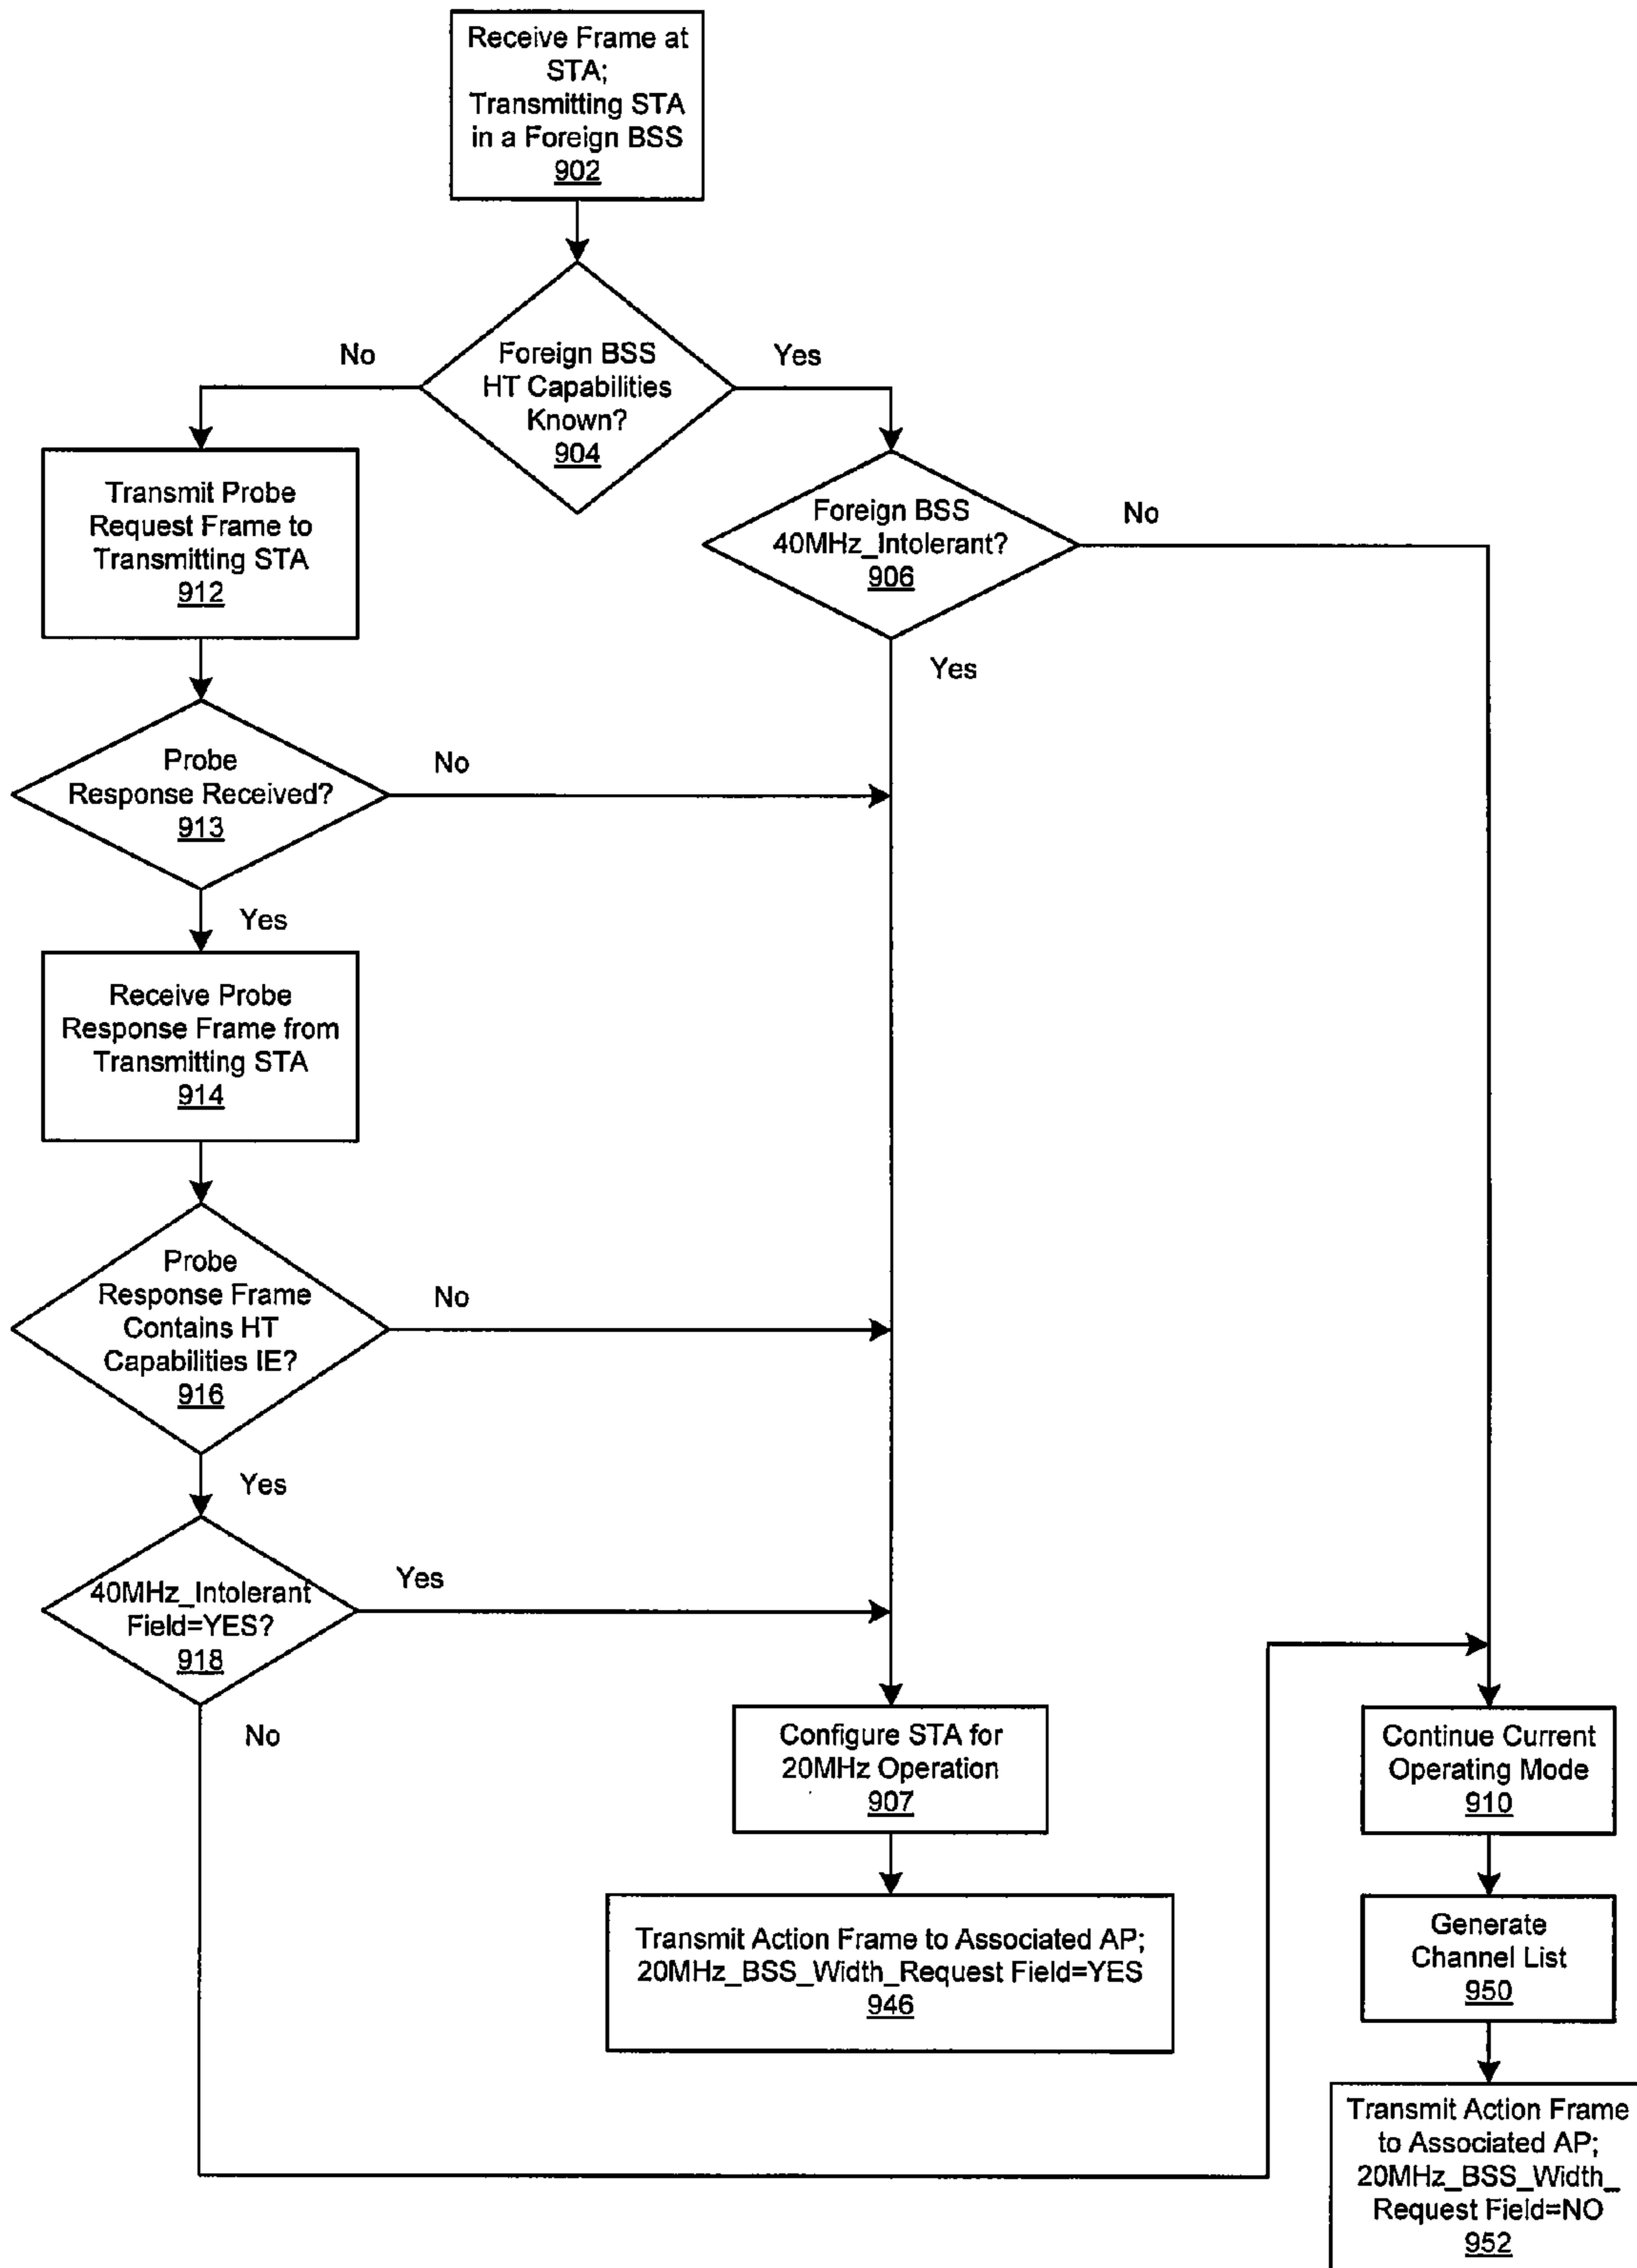 Receive Frame at
STA;
Transmitting STA
in a Foreign BSS
902
No
Foreign BSS
HT Capabilities
Known?
904
Yes
Transmit Probe
Request Frame to
Transmitting STA
912
Foreign BSS
40MHz_Intolerant?
906
No
Yes
Probe
Response Received?
913
No
Yes
Receive Probe
Response Frame from
Transmitting STA
914
Probe
Response Frame
Contains HT
Capabilities IE?
916
No
Yes
40MHz_Intolerant
Field=YES?
918
Yes
No
Configure STA for
20MHz Operation
907
Transmit Action Frame to Associated AP;
20MHz_BSS_Width_Request Field=YES
946
Continue Current
Operating Mode
910
Generate
Channel List
950
Transmit Action Frame
to Associated AP;
20MHz_BSS_Width_
Request Field=NO
952